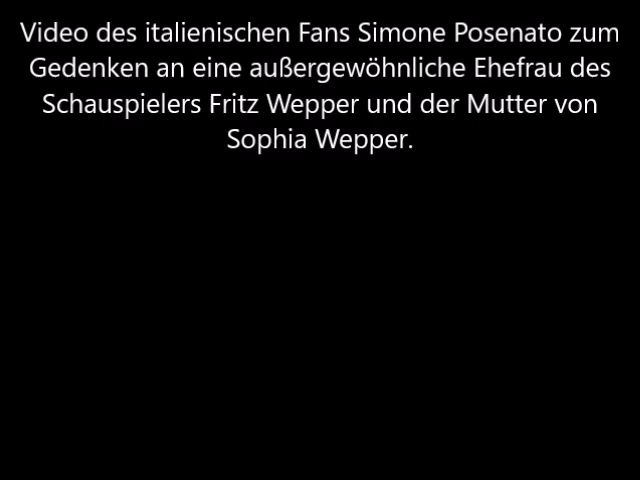 Video des italienischen Fans Simone Posenato zum
Gedenken an eine außergewöhnliche Ehefrau des
Schauspielers Fritz Wepper und der Mutter von
Sophia Wepper.